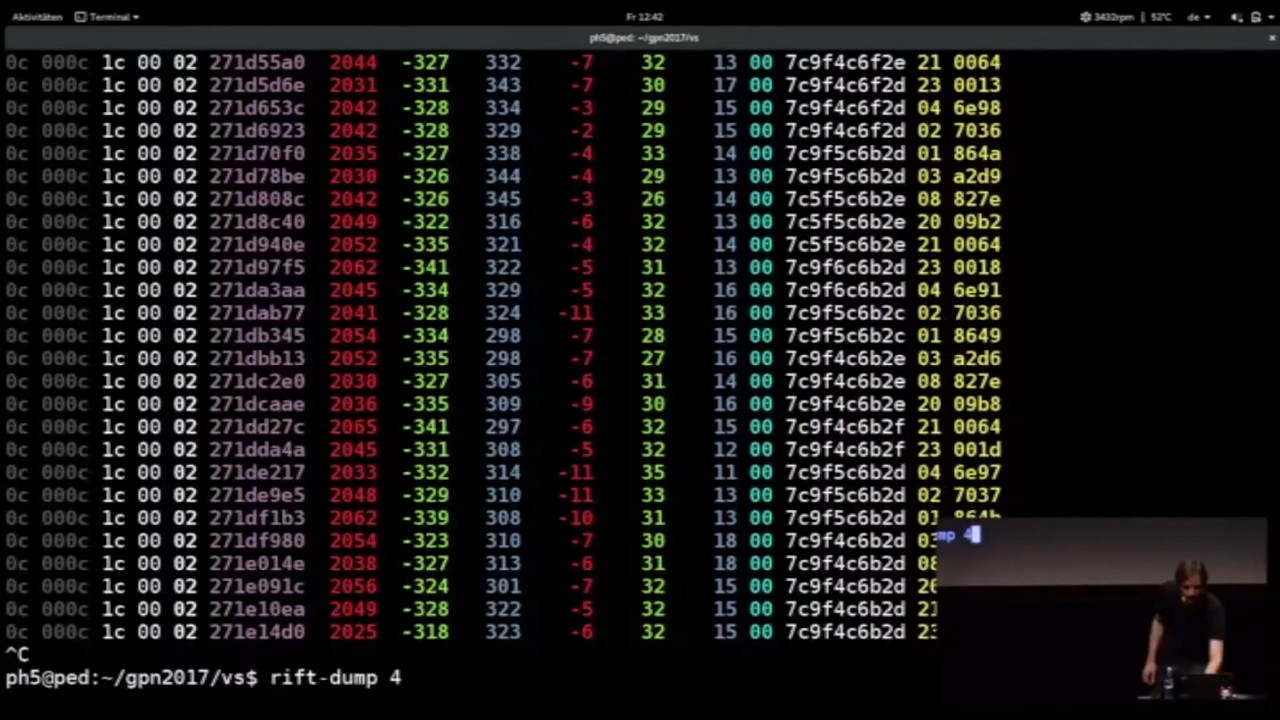 Aktivitäten Terminal Fr 12:42 3432rpm 52°C de
ph5@ped: ~/gpn2017/vs ×
0c 000c 1c 00 02 271d55a0 2044 -327 332 -7 32 13 00 7c9f4c6f2e 21 0064
0c 000c 1c 00 02 271d5d6e 2031 -331 343 -7 30 17 00 7c9f4c6f2d 23 0013
0c 000c 1c 00 02 271d653c 2042 -328 334 -3 29 15 00 7c9f4c6f2d 04 6e98
0c 000c 1c 00 02 271d6923 2042 -328 329 -2 29 15 00 7c9f4c6f2d 02 7036
0c 000c 1c 00 02 271d70f0 2035 -327 338 -4 33 14 00 7c9f5c6b2d 01 864a
0c 000c 1c 00 02 271d78be 2030 -326 344 -4 29 13 00 7c9f5c6b2d 03 a2d9
0c 000c 1c 00 02 271d808c 2042 -326 345 -3 26 14 00 7c5f5c6b2d 08 827e
0c 000c 1c 00 02 271d8c40 2049 -322 316 -6 32 13 00 7c5f5c6b2e 20 09b2
0c 000c 1c 00 02 271d940e 2052 -335 321 -4 32 14 00 7c5f5c6b2e 21 0064
0c 000c 1c 00 02 271d97f5 2062 -341 322 -5 31 13 00 7c9f6c6b2d 23 0018
0c 000c 1c 00 02 271da3aa 2045 -334 329 -5 32 16 00 7c9f6c6b2d 04 6e91
0c 000c 1c 00 02 271dab77 2041 -328 324 -11 33 16 00 7c9f5c6b2c 02 7036
0c 000c 1c 00 02 271db345 2054 -334 298 -7 28 15 00 7c9f5c6b2c 01 8649
0c 000c 1c 00 02 271dbb13 2052 -335 298 -7 27 16 00 7c9f4c6b2e 03 a2d6
0c 000c 1c 00 02 271dc2e0 2030 -327 305 -6 31 14 00 7c9f4c6b2e 08 827e
0c 000c 1c 00 02 271dcaae 2036 -335 309 -9 30 16 00 7c9f4c6b2e 20 09b8
0c 000c 1c 00 02 271dd27c 2065 -341 297 -6 32 15 00 7c9f4c6b2f 21 0064
0c 000c 1c 00 02 271dda4a 2045 -331 308 -5 32 12 00 7c9f4c6b2f 23 001d
0c 000c 1c 00 02 271de217 2033 -332 314 -11 35 11 00 7c9f5c6b2d 04 6e97
0c 000c 1c 00 02 271de9e5 2048 -329 310 -11 33 13 00 7c9f5c6b2d 02 7037
0c 000c 1c 00 02 271df1b3 2062 -339 308 -10 31 13 00 7c9f5c6b2d 01 864b
0c 000c 1c 00 02 271df980 2054 -323 310 -7 30 18 00 7c9f4c6b2d
0c 000c 1c 00 02 271e014e 2038 -327 313 -6 31 18 00 7c9f4c6b2d 08
0c 000c 1c 00 02 271e091c 2056 -324 301 -7 32 15 00 7c9f4c6b2d
0c 000c 1c 00 02 271e10ea 2049 -328 322 -5 32 15 00 7c9f4c6b2d 21
0c 000c 1c 00 02 271e14d0 2025 -318 323 -6 32 15 00 7c9f4c6b2d
^C
ph5@ped:~/gpn2017/vs$ rift-dump 4
mp 4